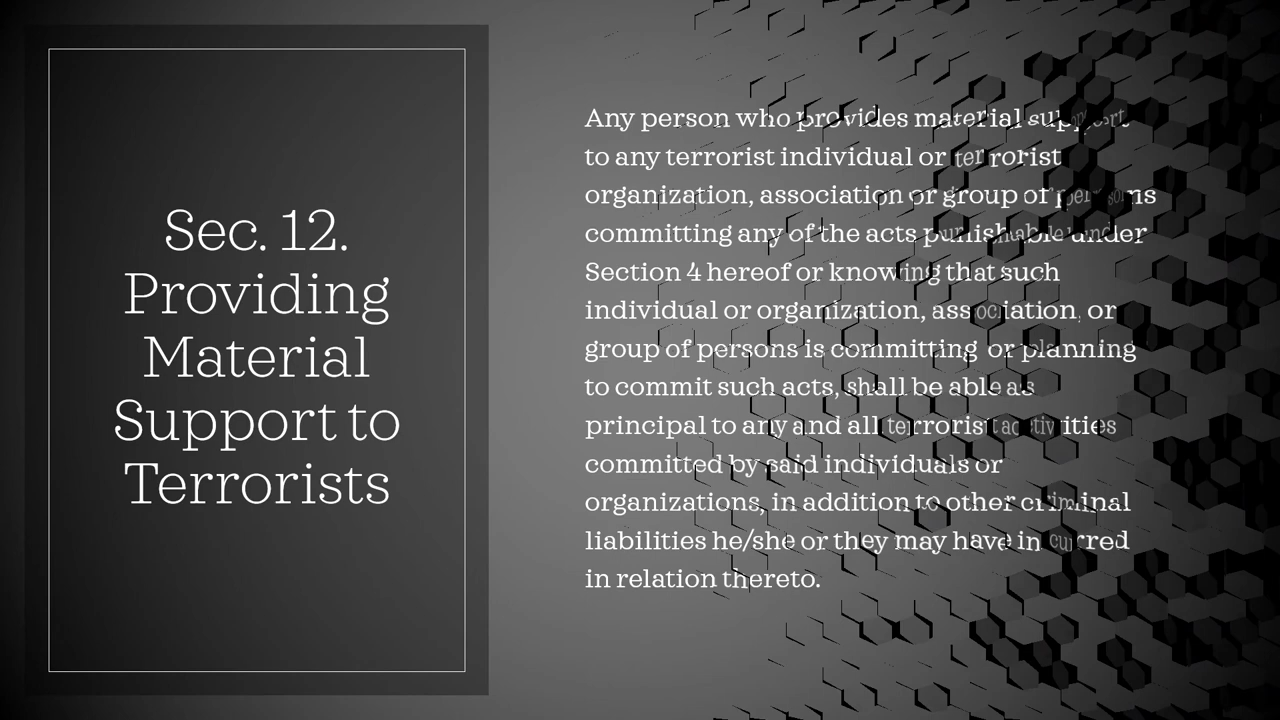 Sec. 12.
Providing
Material
Support to
Terrorists
Any person who provides material support
to any terrorist individual or terrorist
organization, association or group of persons
committing any of the acts punishable under
Section 4 hereof or knowing that such
individual or organization, association, or
group of persons is committing or planning
to commit such acts, shall be able as
principal to any and all terrorist activities
committed by said individuals or
organizations, in addition to other criminal
liabilities he/she or they may have incurred
in relation thereto.